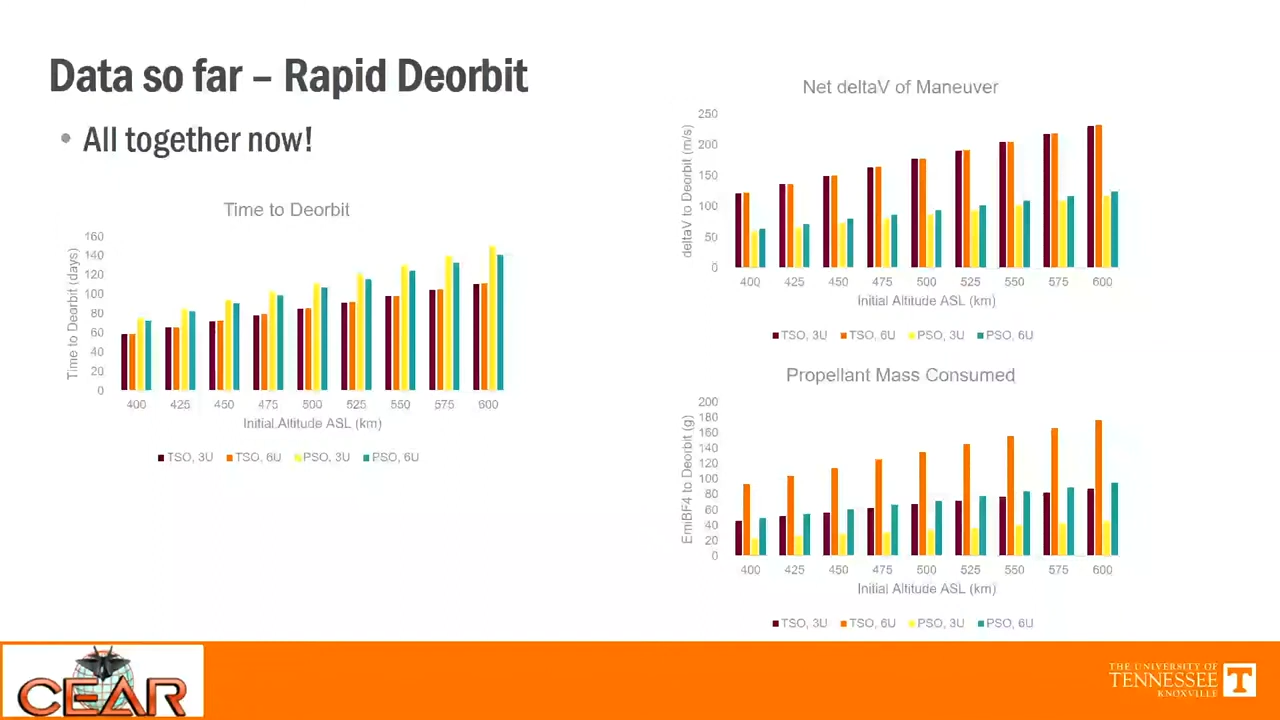 Data so far – Rapid Deorbit
• All together now!
Time to Deorbit
Time to Deorbit (days)
160
140
120
100
80
60
40
20
0
400 425 450 475 500 525 550 575 600
Initial Altitude ASL (km)
TSO, 3U TSO, 6U PSO, 3U PSO, 6U
Net deltaV of Maneuver
deltaV to Deorbit (m/s)
250
200
150
100
50
0
400 425 450 475 500 525 550 575 600
Initial Altitude ASL (km)
TSO, 3U TSO, 6U PSO, 3U PSO, 6U
Propellant Mass Consumed
EmiBF4 to Deorbit (g)
200
180
160
140
120
100
80
60
40
20
0
400 425 450 475 500 525 550 575 600
Initial Altitude ASL (km)
TSO, 3U TSO, 6U PSO, 3U PSO, 6U
CEAR
THE UNIVERSITY OF
TENNESSEE
KNOXVILLE
T